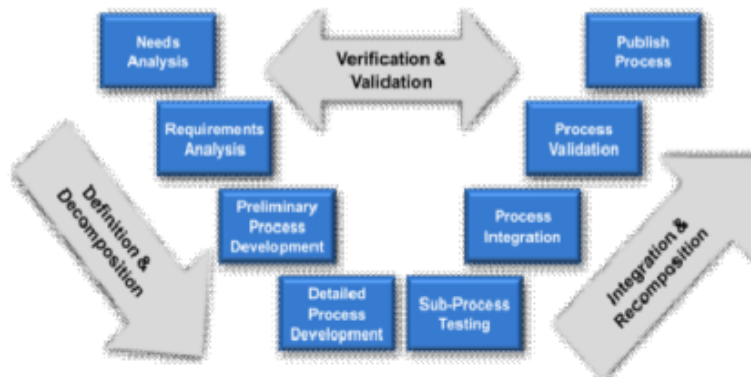 Needs
Analysis
Verification &
Validation
Publish
Process
Requirements
Analysis
Process
Validation
Definition &
Decomposition
Preliminary
Process
Development
Process
Integration
Integration &
Recomposition
Detailed
Process
Development
Sub-Process
Testing